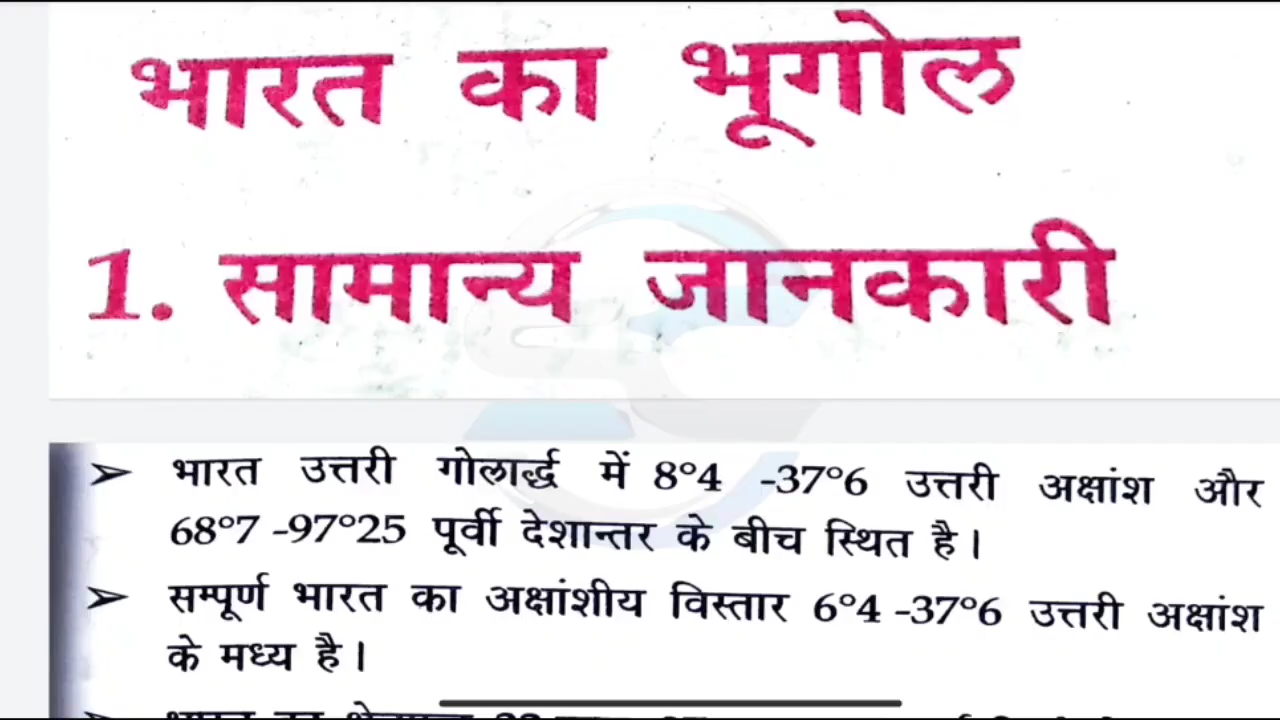 भारत का भूगोल
1. सामान्य जानकारी
➢ भारत उत्तरी गोलार्द्ध में 8°4 -37°6 उत्तरी अक्षांश और
68°7 -97°25 पूर्वी देशान्तर के बीच स्थित है।
➢ सम्पूर्ण भारत का अक्षांशीय विस्तार 6°4 -37°6 उत्तरी अक्षांश
के मध्य है।